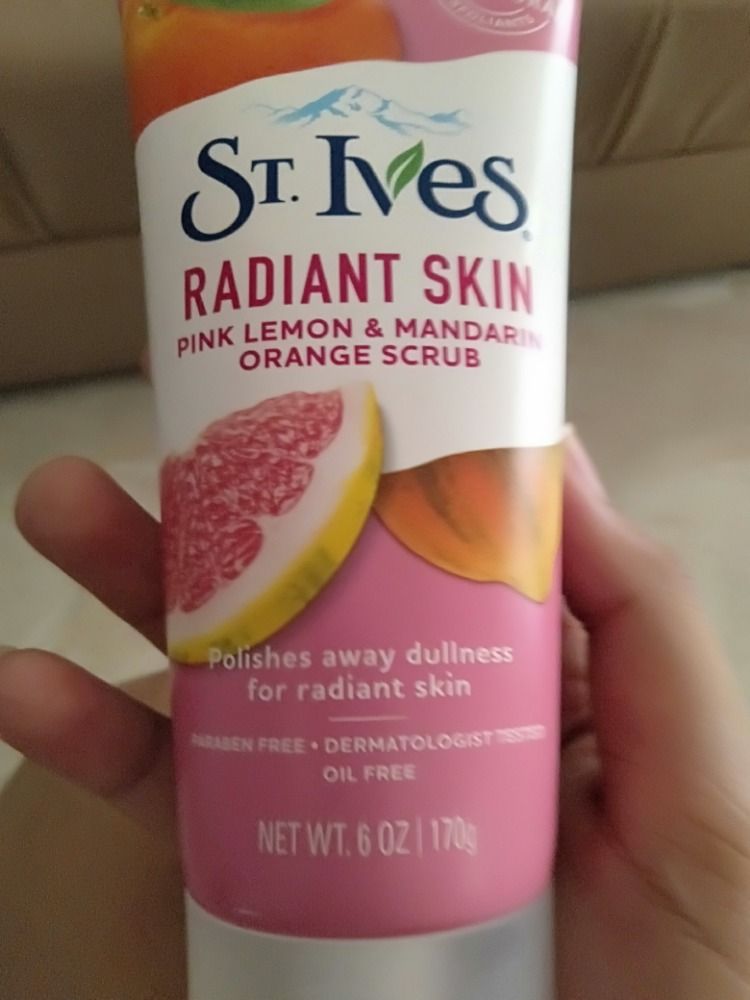 EXFOLIANTS
ST. IVES
RADIANT SKIN
PINK LEMON & MANDARIN
ORANGE SCRUB
Polishes away dullness
for radiant skin
PARABEN FREE • DERMATOLOGIST TESTED
OIL FREE
NET WT. 6 OZ | 170g